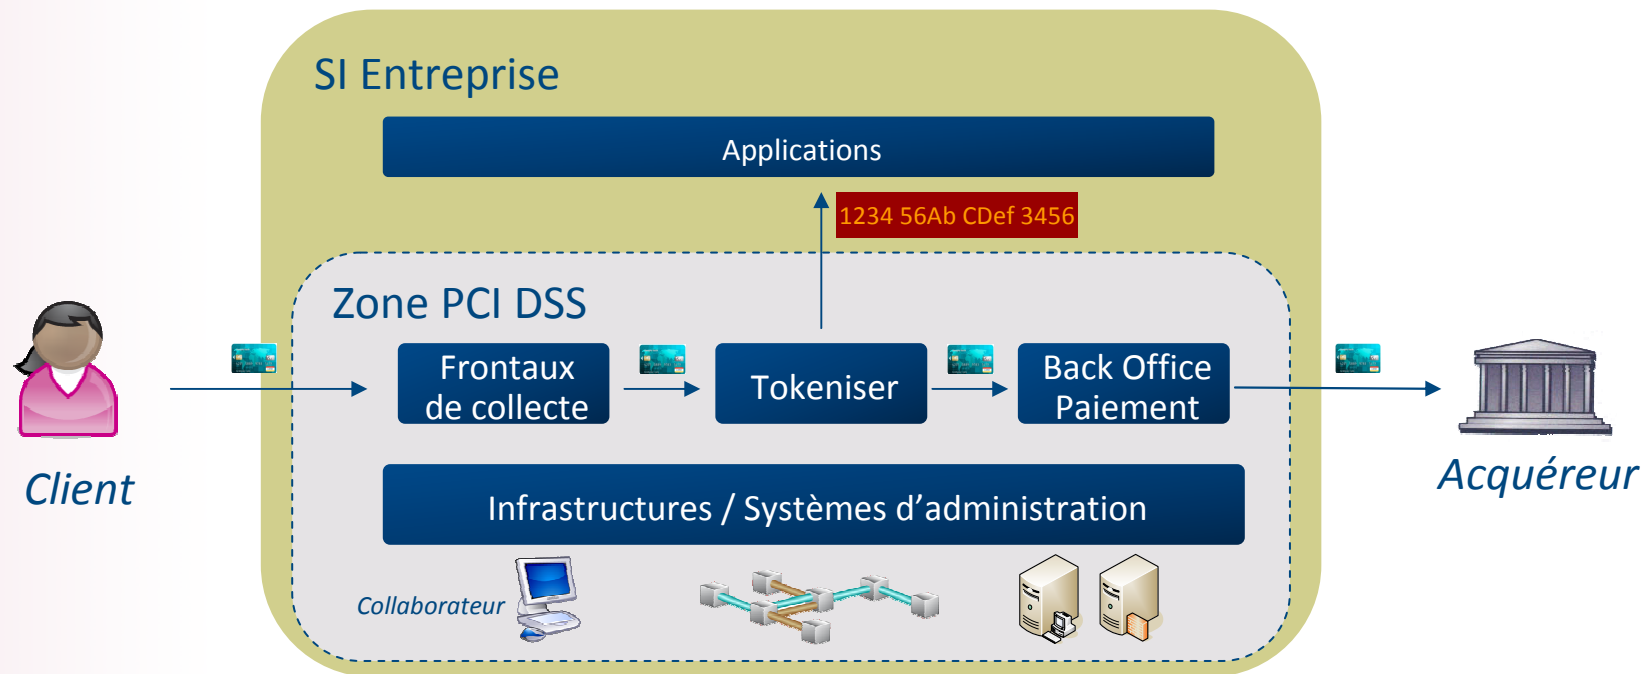 SI Entreprise
Applications
1234 56Ab CDef 3456
Zone PCI DSS
Frontaux
de collecte
Tokeniser
Back Office
Paiement
Client
Acquéreur
Infrastructures / Systèmes d’administration
Collaborateur